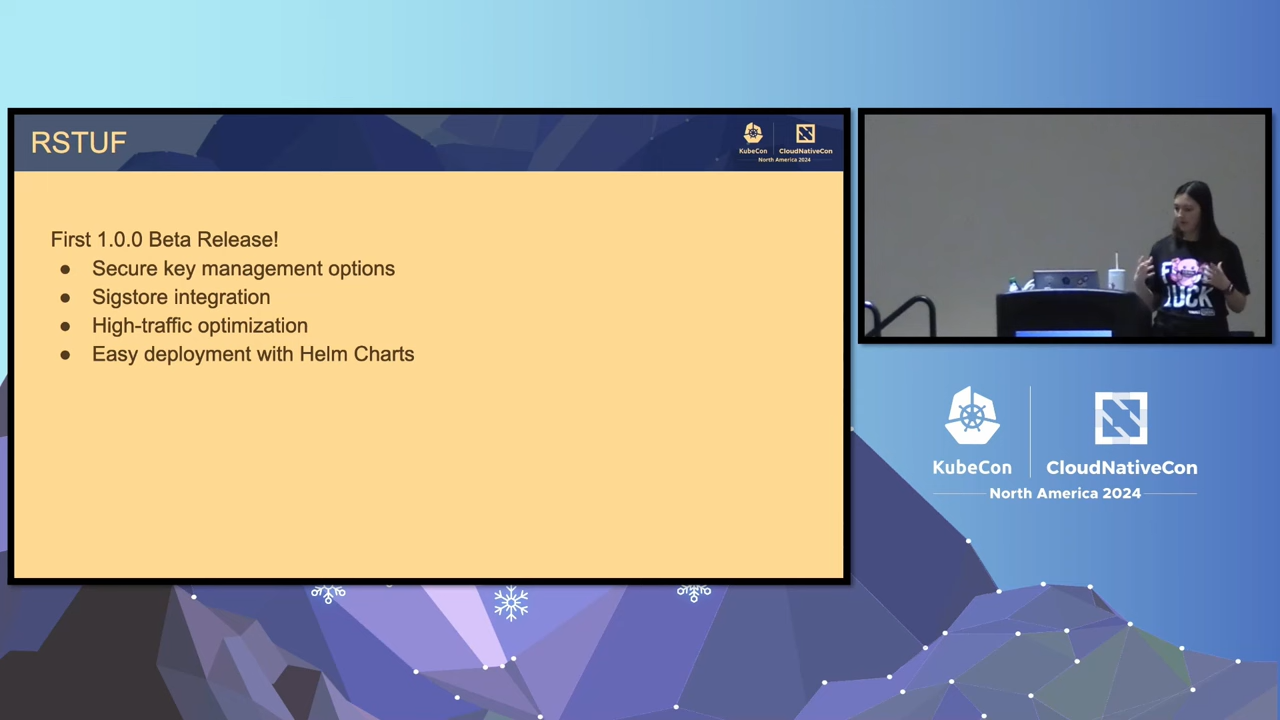 RSTUF
KubeCon
CloudNativeCon
North America 2024
First 1.0.0 Beta Release!
● Secure key management options
● Sigstore integration
● High-traffic optimization
● Easy deployment with Helm Charts
KubeCon
CloudNativeCon
North America 2024